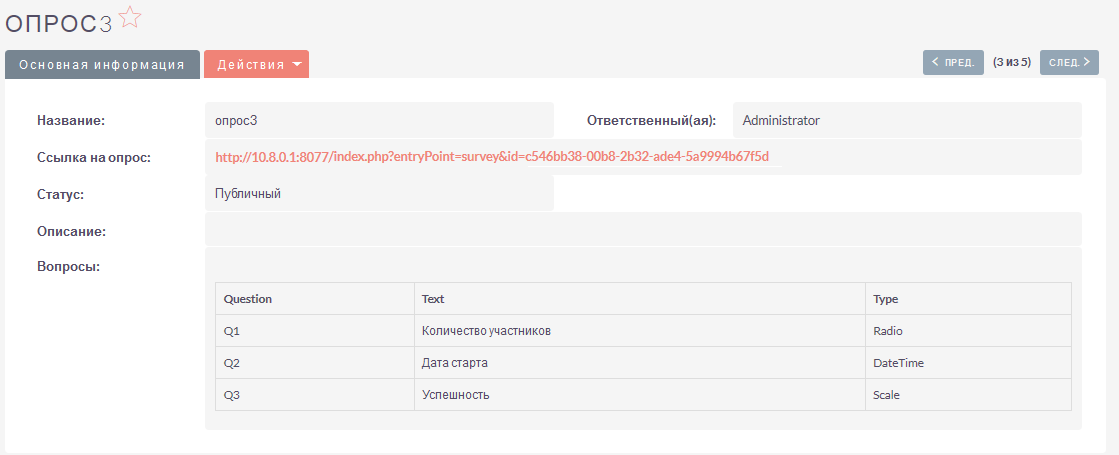 ОПРОС3
Основная информация Действия ПРЕД. (3 из 5) СЛЕД.
Название: опрос3 Ответственный(ая): Administrator
Ссылка на опрос: http://10.8.0.1:8077/index.php?entryPoint=survey&id=c546bb38-00b8-2b32-ade4-5a9994b67f5d
Статус: Публичный
Описание:
Вопросы:
Question Text Type
Q1 Количество участников Radio
Q2 Дата старта DateTime
Q3 Успешность Scale